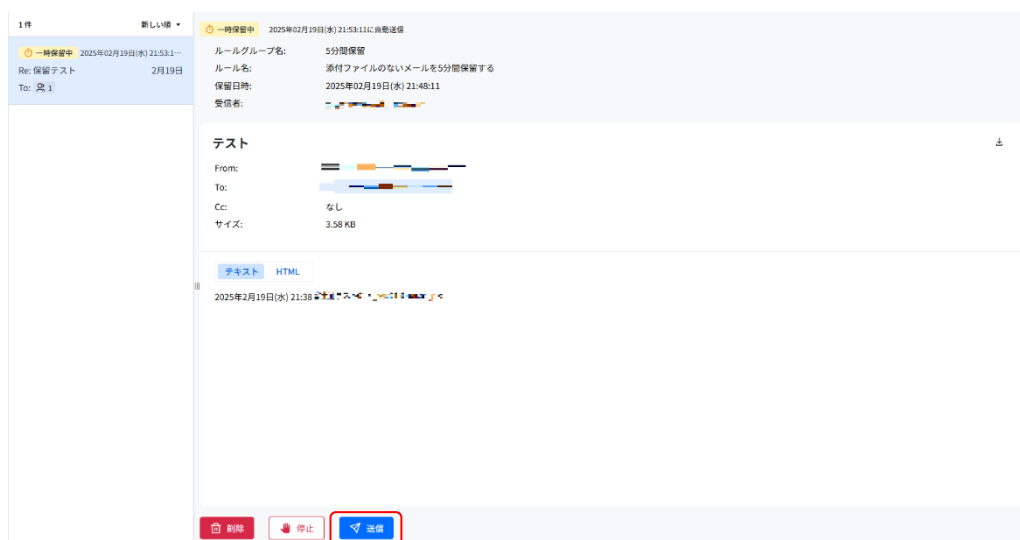 1件 新しい順
一時保留中 2025年02月19日(水) 21:53:1…
Re: 保留テスト 2月19日
To: 1
一時保留中 2025年02月19日(水) 21:53:11に自動送信
ルールグループ名: 5分間保留
ルール名: 添付ファイルのないメールを5分間保留する
保留日時: 2025年02月19日(水) 21:48:11
受信者:
テスト
From:
To:
Cc: なし
サイズ: 3.58 KB
テキスト HTML
2025年2月19日(水) 21:38
削除 停止 送信